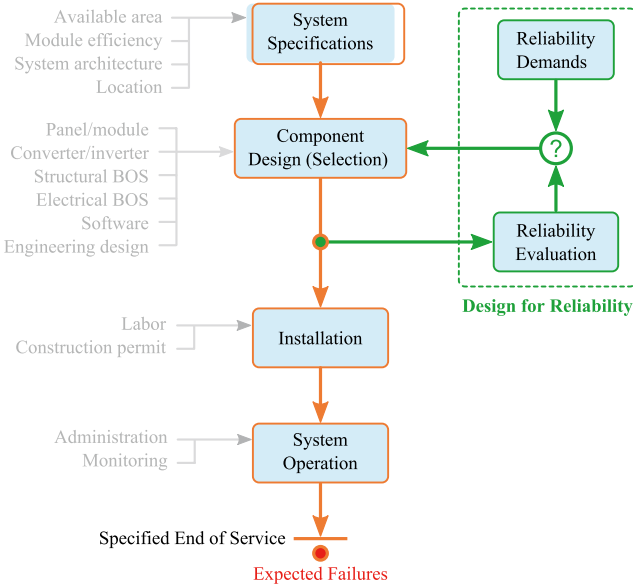 Available area
Module efficiency
System architecture
Location
System
Specifications
Reliability
Demands
Panel/module
Converter/inverter
Structural BOS
Electrical BOS
Software
Engineering design
Component
Design (Selection)
?
Reliability
Evaluation
Design for Reliability
Labor
Construction permit
Installation
Administration
Monitoring
System
Operation
Specified End of Service
Expected Failures